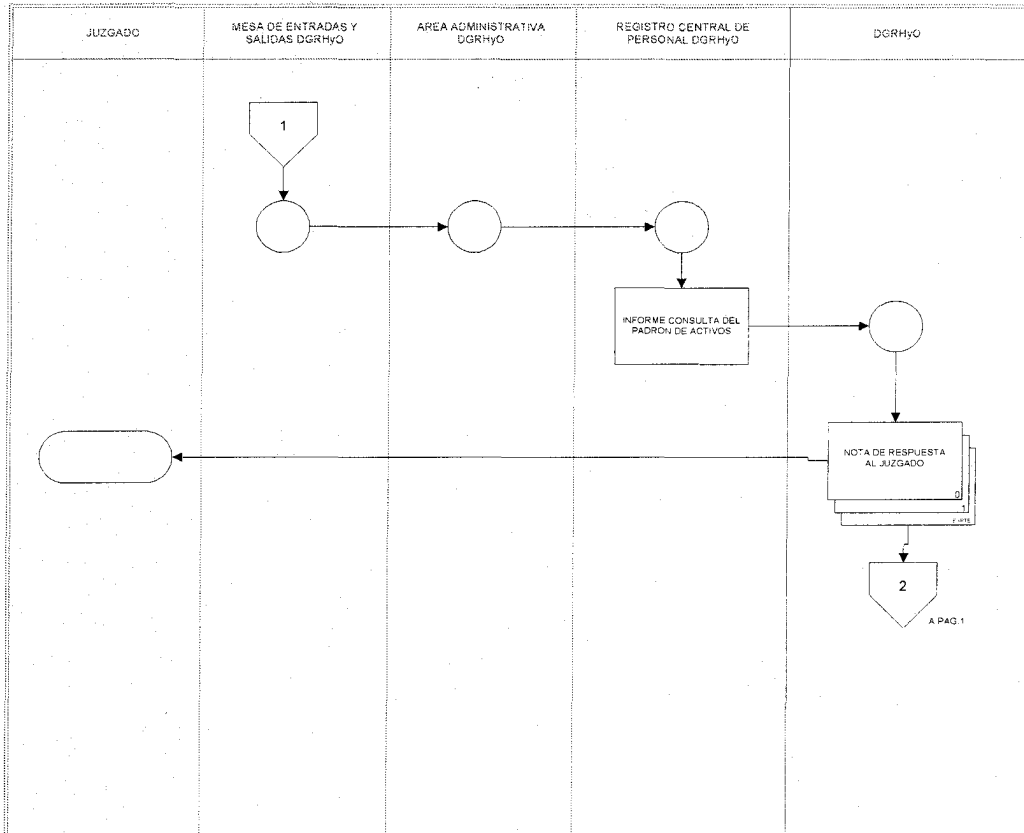 JUZGADO
MESA DE ENTRADAS Y
SALIDAS DGRHyO
AREA ADMINISTRATIVA
DGRHyO
REGISTRO CENTRAL DE
PERSONAL DGRHyO
DGRHyO
1
INFORME CONSULTA DEL
PADRON DE ACTIVOS
NOTA DE RESPUESTA
AL JUZGADO
0
1
2
A PAG.1